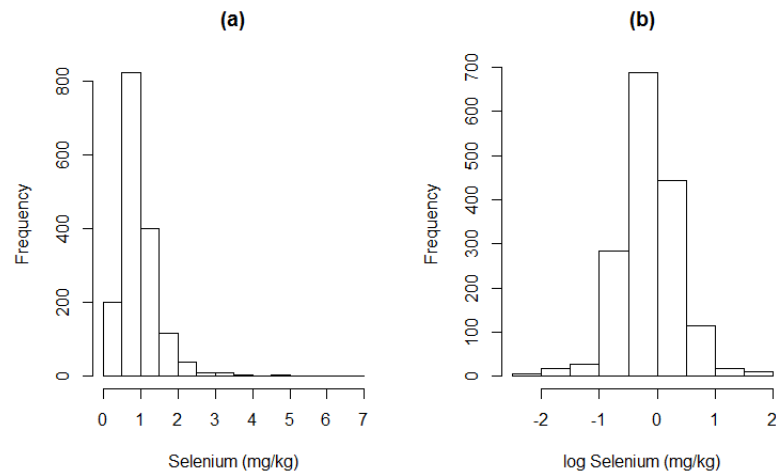 (a)
Frequency
800
600
400
200
0
0 1 2 3 4 5 6 7
Selenium (mg/kg)
(b)
Frequency
700
600
500
400
300
200
100
0
-2 -1 0 1 2
log Selenium (mg/kg)